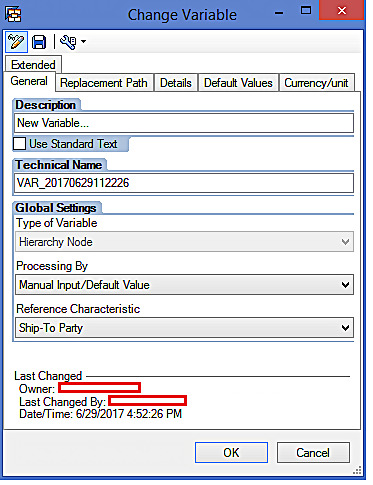 Change Variable
Extended
General Replacement Path Details Default Values Currency/unit
Description
New Variable...
Use Standard Text
Technical Name
VAR_20170629112226
Global Settings
Type of Variable
Hierarchy Node
Processing By
Manual Input/Default Value
Reference Characteristic
Ship-To Party
Last Changed
Owner:
Last Changed By:
Date/Time: 6/29/2017 4:52:26 PM
OK Cancel